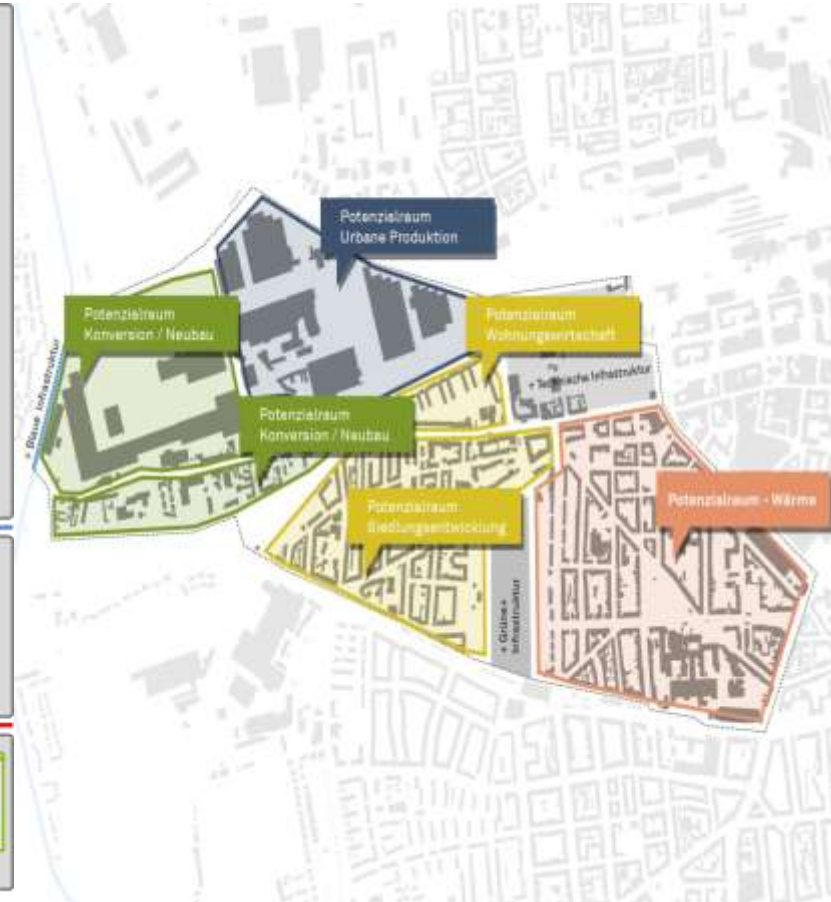 Potenzialraum
Urbane Produktion
Potenzialraum
Konversion / Neubau
Potenzialraum
Wohnungswirtschaft
+ Blaue Infrastruktur
+ Technische Infrastruktur
Potenzialraum
Konversion / Neubau
Potenzialraum
Siedlungsentwicklung
Potenzialraum - Wärme
+ Grüne+
Infrastruktur